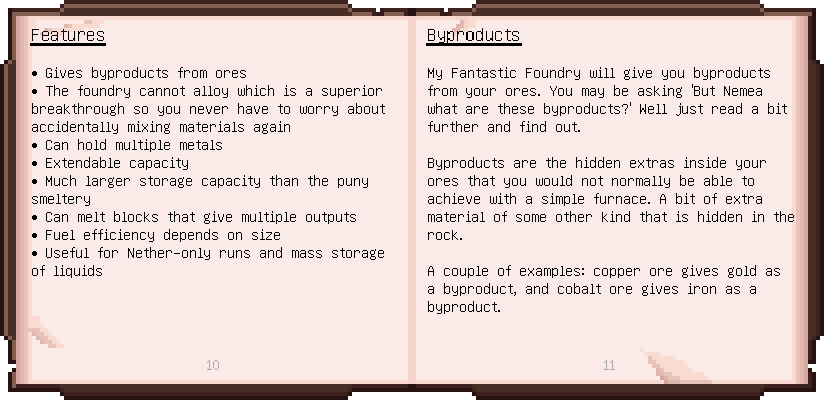 Features
• Gives byproducts from ores
• The foundry cannot alloy which is a superior
breakthrough so you never have to worry about
accidentally mixing materials again
• Can hold multiple metals
• Extendable capacity
• Much larger storage capacity than the puny
smeltery
• Can melt blocks that give multiple outputs
• Fuel efficiency depends on size
• Useful for Nether-only runs and mass storage
of liquids
10
Byproducts
My Fantastic Foundry will give you byproducts
from your ores. You may be asking 'But Nemea
what are these byproducts?' Well just read a bit
further and find out.
Byproducts are the hidden extras inside your
ores that you would not normally be able to
achieve with a simple furnace. A bit of extra
material of some other kind that is hidden in the
rock.
A couple of examples: copper ore gives gold as
a byproduct, and cobalt ore gives iron as a
byproduct.
11